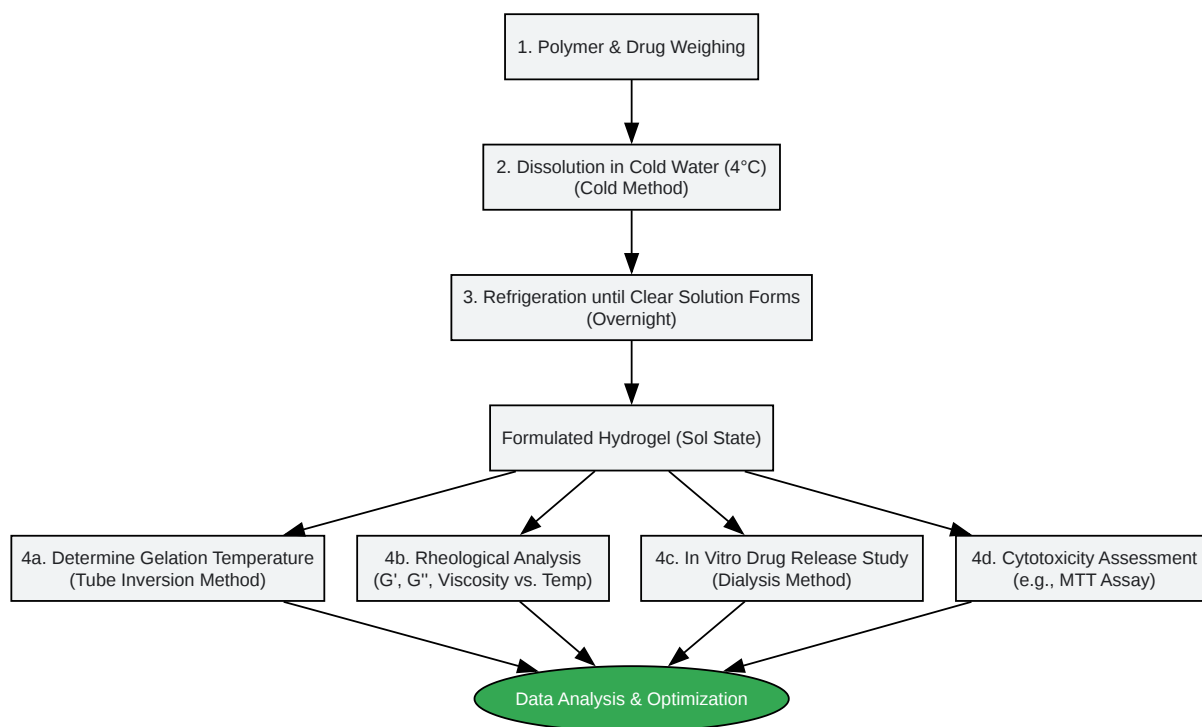 1. Polymer & Drug Weighing
2. Dissolution in Cold Water (4°C)
(Cold Method)
3. Refrigeration until Clear Solution Forms
(Overnight)
Formulated Hydrogel (Sol State)
4a. Determine Gelation Temperature
(Tube Inversion Method)
4b. Rheological Analysis
(G', G'', Viscosity vs. Temp)
4c. In Vitro Drug Release Study
(Dialysis Method)
4d. Cytotoxicity Assessment
(e.g., MTT Assay)
Data Analysis & Optimization